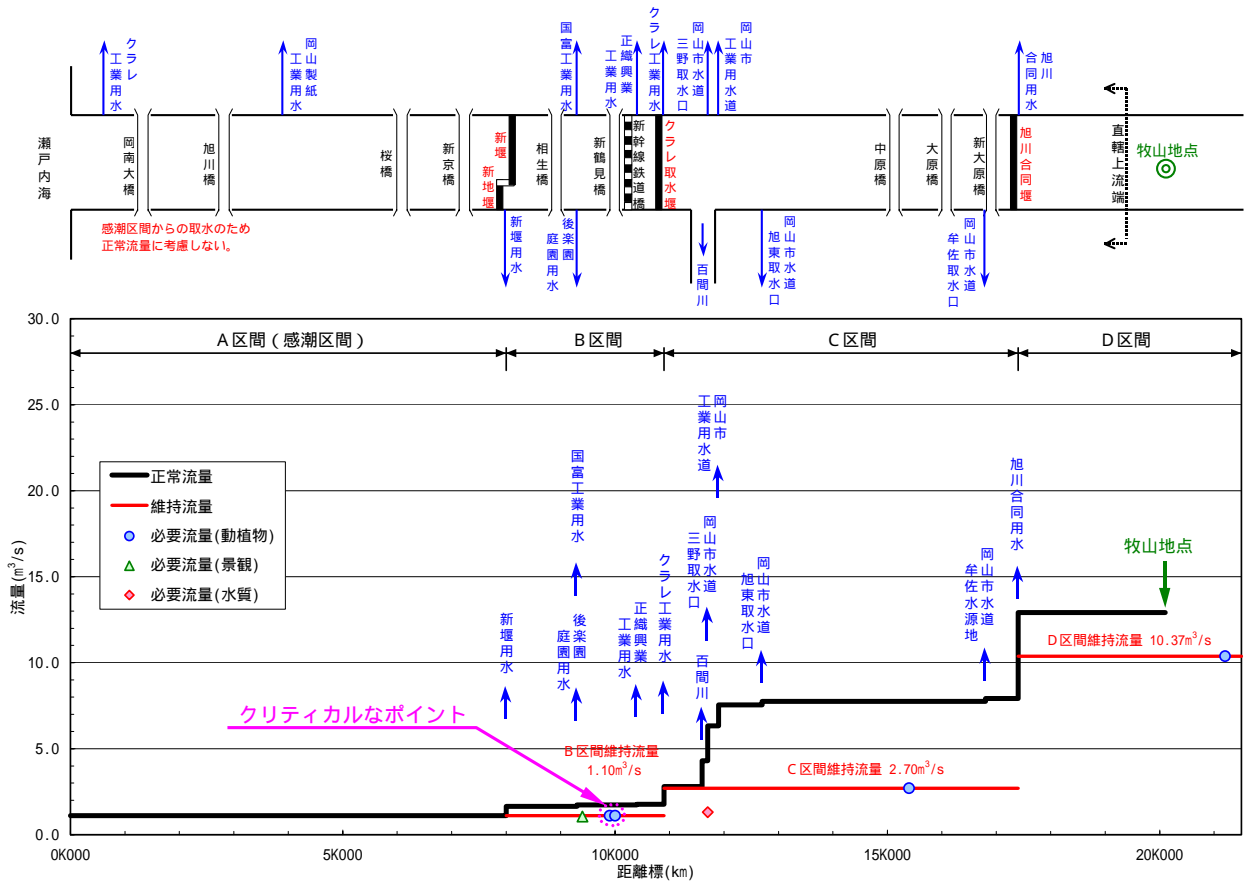 クラレ
工業用水
岡山製紙
工業用水
国富工業用水
正織興業
工業用水
クラレ工業用水
岡山市水道
三野取水口
岡山市
工業用水道
旭川
合同用水
瀬戸内海
岡南大橋
旭川橋
桜橋
新京橋
新堰
新地堰
相生橋
新鶴見橋
新幹線鉄道橋
クラレ取水堰
中原橋
大原橋
新大原橋
旭川合同堰
直轄上流端
牧山地点
感潮区間からの取水のため
正常流量に考慮しない。
新堰用水
後楽園
庭園用水
百間川
岡山市水道
旭東取水口
岡山市水道
牟佐取水口
30.0
25.0
20.0
15.0
10.0
5.0
0.0
流量(m³/s)
A区間(感潮区間)
B区間
C区間
D区間
正常流量
維持流量
必要流量(動植物)
必要流量(景観)
必要流量(水質)
新堰用水
国富工業用水
後楽園
庭園用水
正織興業
工業用水
クラレ工業用水
岡山市水道
三野取水口
百間川
岡山市
工業用水道
岡山市水道
旭東取水口
岡山市水道
牟佐水源地
旭川合同用水
牧山地点
クリティカルなポイント
B区間維持流量
1.10m³/s
C区間維持流量 2.70m³/s
D区間維持流量 10.37m³/s
0K000
5K000
10K000
15K000
20K000
距離標(km)